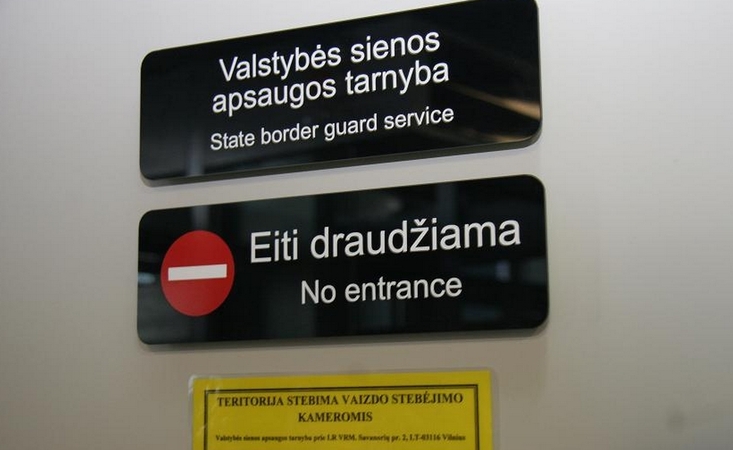 Valstybės sienos
apsaugos tarnyba
State border guard service
Eiti draudžiama
No entrance
TERITORIJA STEBIMA VAIZDO STEBĖJIMO
KAMEROMIS
Valstybės sienos apsaugos tarnyba prie LR VRM. Savanorių pr. 2, LT-03116 Vilnius